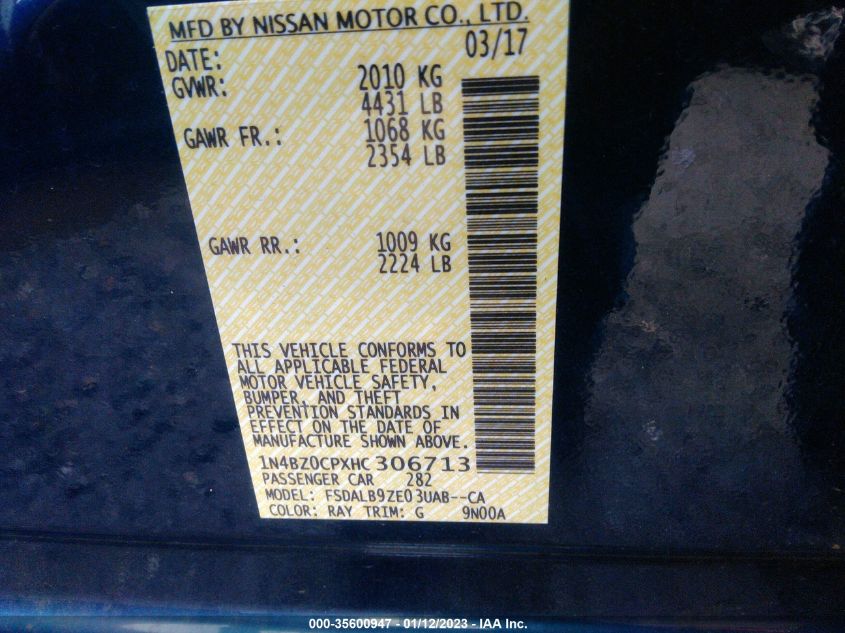 MFD BY NISSAN MOTOR CO., LTD.
DATE: 03/17
GVWR: 2010 KG
4431 LB
GAWR FR.: 1068 KG
2354 LB
GAWR RR.: 1009 KG
2224 LB
THIS VEHICLE CONFORMS TO
ALL APPLICABLE FEDERAL
MOTOR VEHICLE SAFETY,
BUMPER, AND THEFT
PREVENTION STANDARDS IN
EFFECT ON THE DATE OF
MANUFACTURE SHOWN ABOVE.
1N4BZ0CPXHC306713
PASSENGER CAR 282
MODEL: FSDALB9ZE03UAB--CA
COLOR: RAY TRIM: G 9N00A
000-35600947 - 01/12/2023 - IAA Inc.